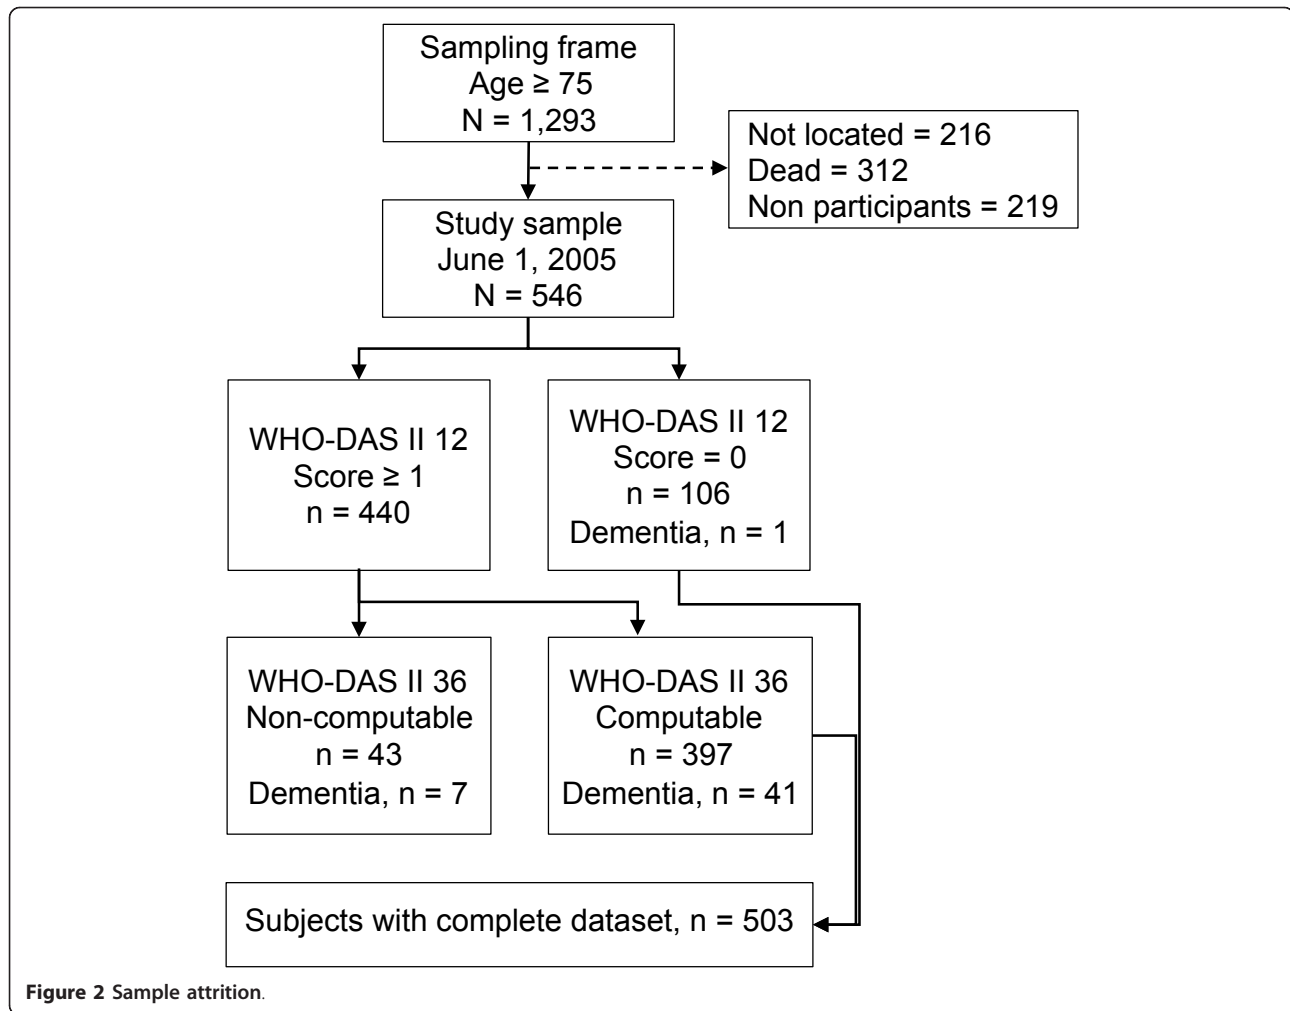 Sampling frame
Age ≥ 75
N = 1,293
Not located = 216
Dead = 312
Non participants = 219
Study sample
June 1, 2005
N = 546
WHO-DAS II 12
Score ≥ 1
n = 440
WHO-DAS II 12
Score = 0
n = 106
Dementia, n = 1
WHO-DAS II 36
Non-computable
n = 43
Dementia, n = 7
WHO-DAS II 36
Computable
n = 397
Dementia, n = 41
Subjects with complete dataset, n = 503
Figure 2 Sample attrition.